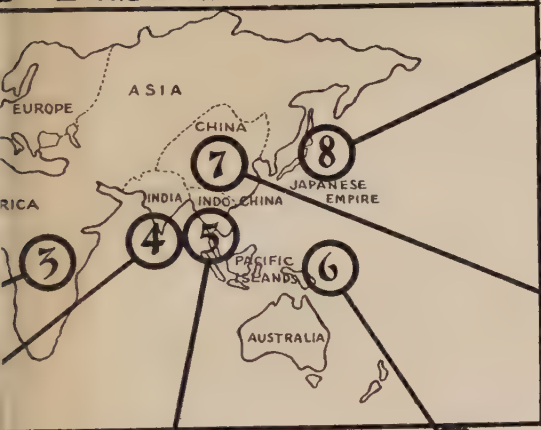 ASIA
EUROPE
CHINA
7
8
JAPANESE
EMPIRE
RICA
INDIA
INDO-CHINA
3
4
5
6
PACIFIC
ISLANDS
AUSTRALIA